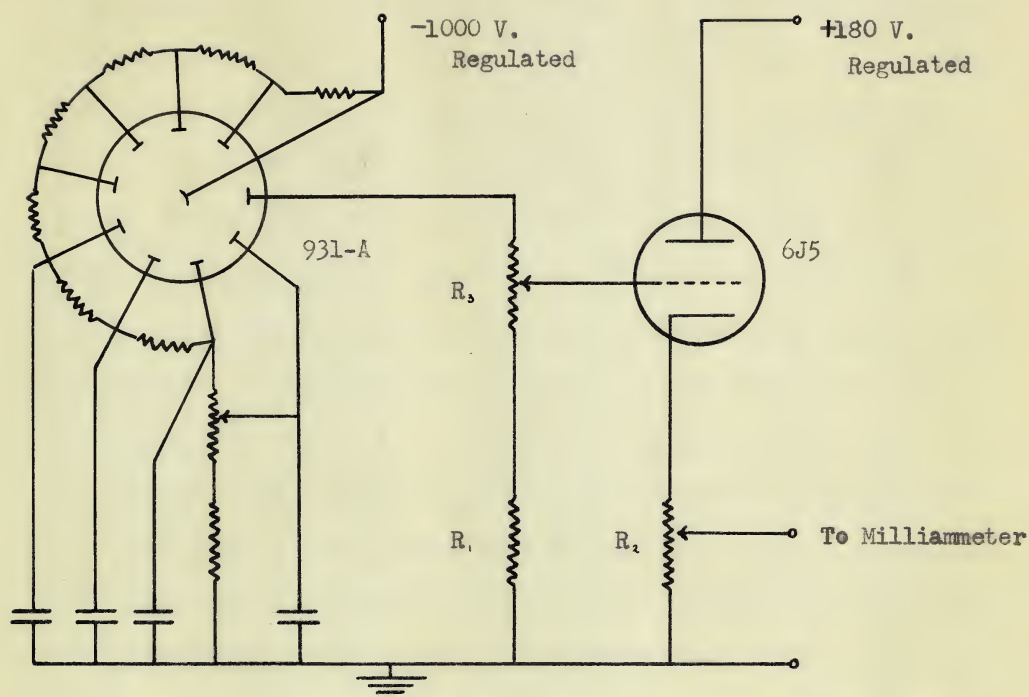 -1000 V.
Regulated
+180 V.
Regulated
931-A
6J5
R₃
R₁
R₂
To Milliammeter